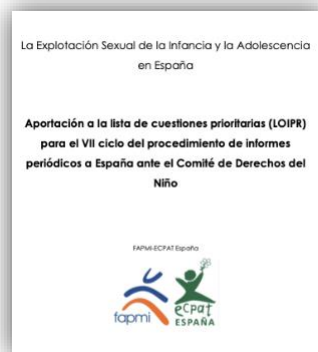 La Explotación Sexual de la Infancia y la Adolescencia
en España
Aportación a la lista de cuestiones prioritarias (LOIPR)
para el VII ciclo del procedimiento de informes
periódicos a España ante el Comité de Derechos del
Niño
FAPMI-ECPAT España
fapmi
ecpat
ESPAÑA